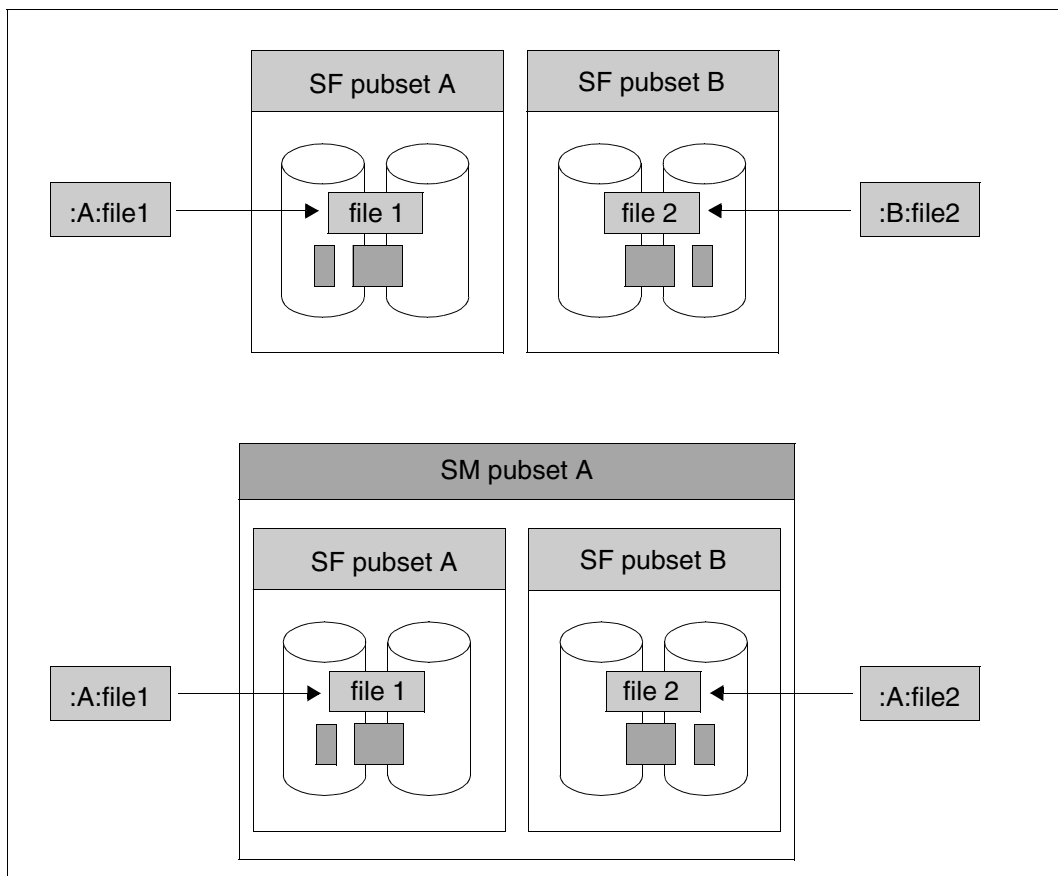 SF pubset A
SF pubset B
:A:file1
file 1
file 2
:B:file2
SM pubset A
SF pubset A
SF pubset B
:A:file1
file 1
file 2
:A:file2